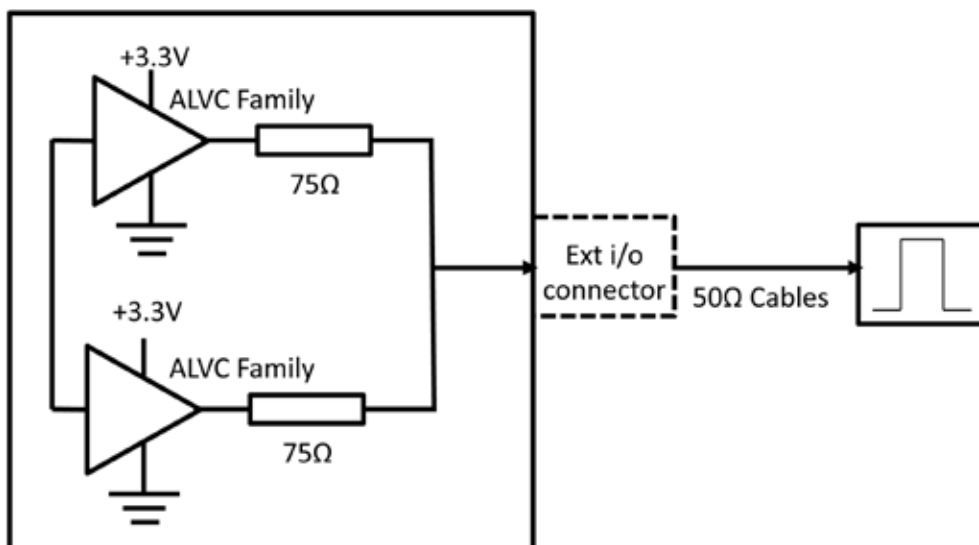 +3.3V
ALVC Family
75Ω
Ext i/o
connector
50Ω Cables
+3.3V
ALVC Family
75Ω